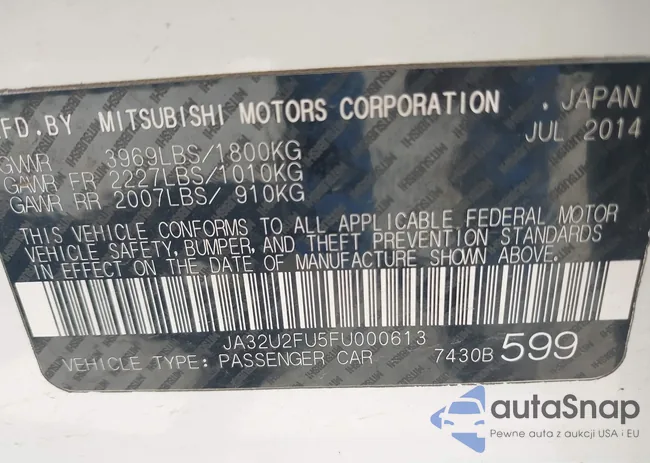 MFD. BY MITSUBISHI MOTORS CORPORATION . JAPAN
JUL 2014
GVWR 3969LBS/1800KG
GAWR FR 2227LBS/1010KG
GAWR RR 2007LBS/ 910KG
THIS VEHICLE CONFORMS TO ALL APPLICABLE FEDERAL MOTOR
VEHICLE SAFETY, BUMPER, AND THEFT PREVENTION STANDARDS
IN EFFECT ON THE DATE OF MANUFACTURE SHOWN ABOVE.
JA32U2FU5FU000613
VEHICLE TYPE: PASSENGER CAR 7430B 599
autaSnap
Pewne auta z aukcji USA i EU